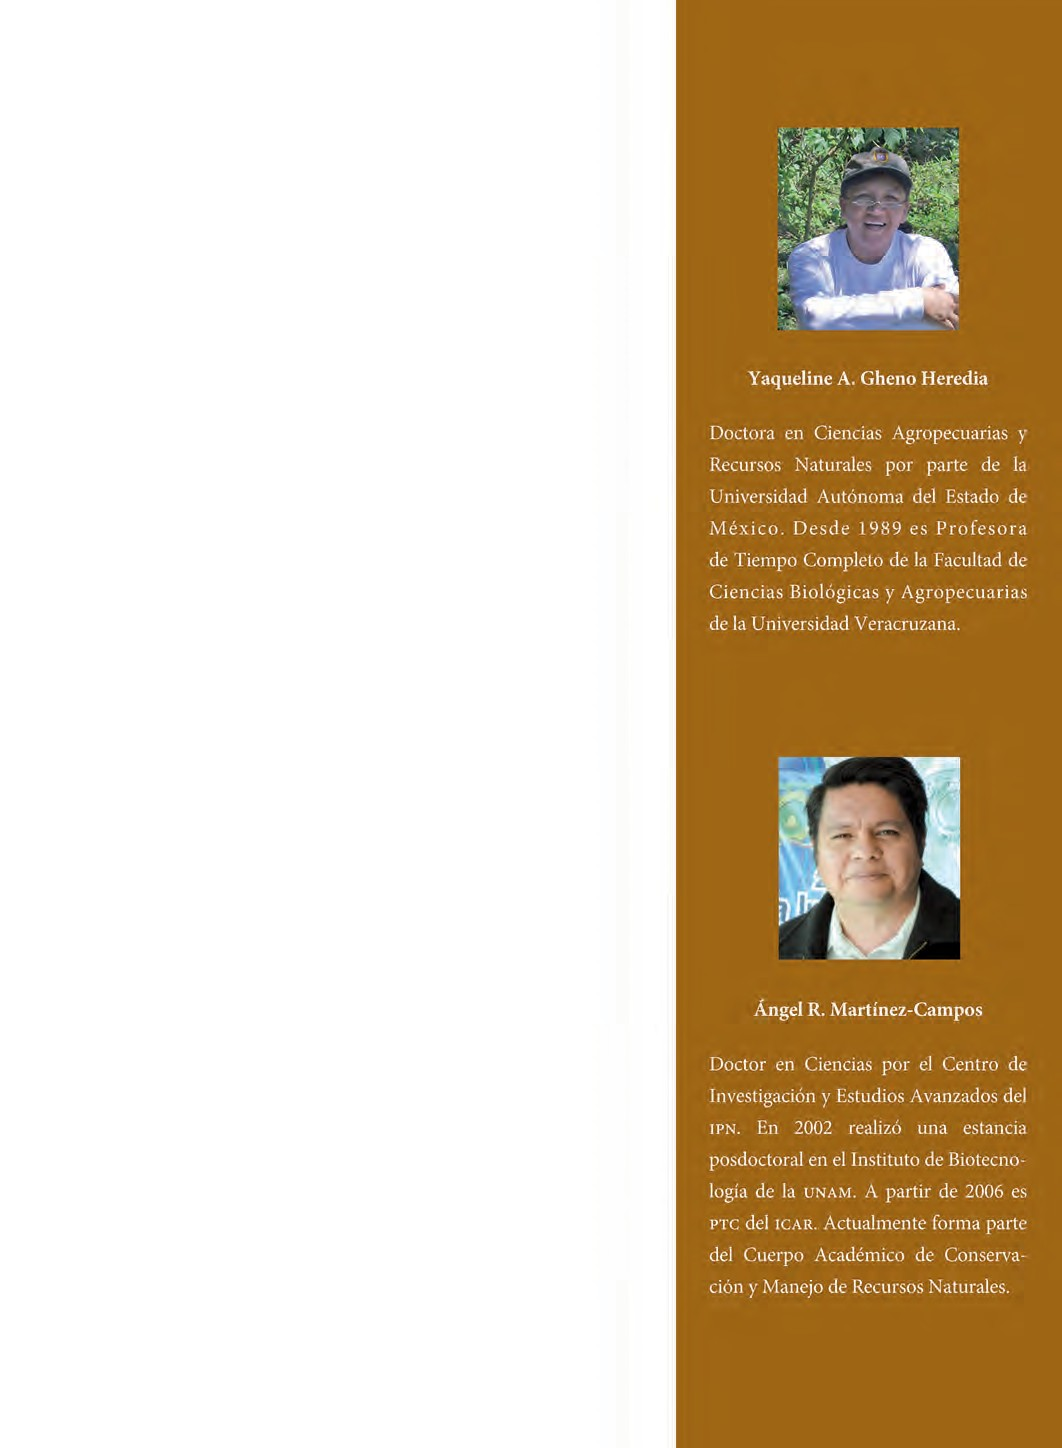 Yaqueline A. Gheno Heredia
Doctora en Ciencias Agropecuarias y
Recursos Naturales por parte de la
Universidad Autónoma del Estado de
México. Desde 1989 es Profesora
de Tiempo Completo de la Facultad de
Ciencias Biológicas y Agropecuarias
de la Universidad Veracruzana.
Ángel R. Martínez-Campos
Doctor en Ciencias por el Centro de
Investigación y Estudios Avanzados del
IPN. En 2002 realizó una estancia
posdoctoral en el Instituto de Biotecno-
logía de la UNAM. A partir de 2006 es
PTC del ICAR. Actualmente forma parte
del Cuerpo Académico de Conserva-
ción y Manejo de Recursos Naturales.